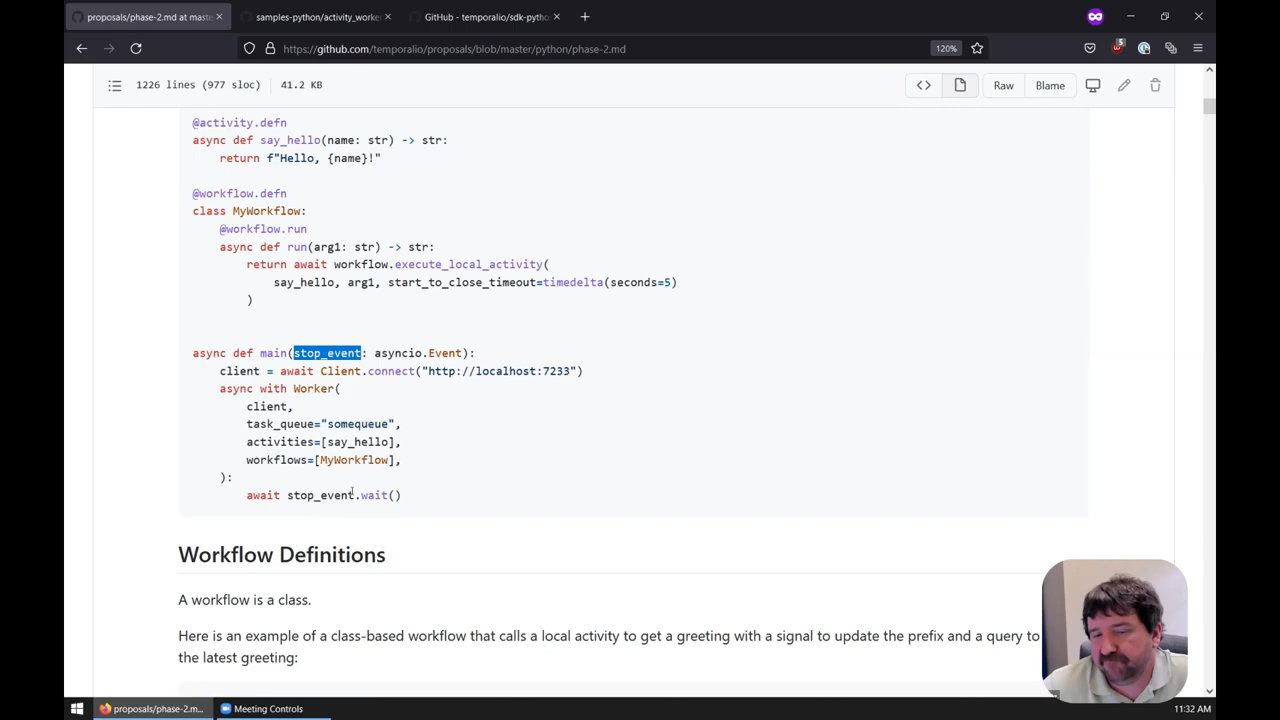 proposals/phase-2.md at maste
samples-python/activity_worke
GitHub - temporalio/sdk-pytho
https://github.com/temporalio/proposals/blob/master/python/phase-2.md
120%
5
1226 lines (977 sloc)
41.2 KB
Raw
Blame
@activity.defn
async def say_hello(name: str) -> str:
return f"Hello, {name}!"
@workflow.defn
class MyWorkflow:
@workflow.run
async def run(arg1: str) -> str:
return await workflow.execute_local_activity(
say_hello, arg1, start_to_close_timeout=timedelta(seconds=5)
)
async def main(stop_event: asyncio.Event):
client = await Client.connect("http://localhost:7233")
async with Worker(
client,
task_queue="somequeue",
activities=[say_hello],
workflows=[MyWorkflow],
):
await stop_event.wait()
Workflow Definitions
A workflow is a class.
Here is an example of a class-based workflow that calls a local activity to get a greeting with a signal to update the prefix and a query to
the latest greeting:
proposals/phase-2.m...
Meeting Controls
11:32 AM